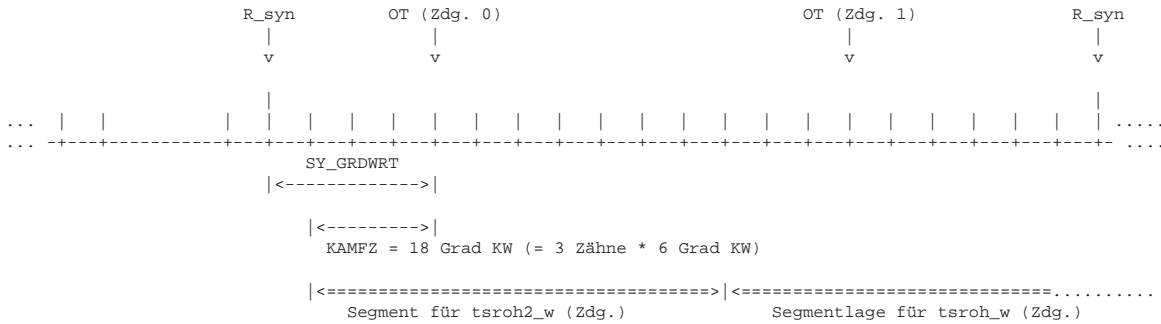 R_syn OT (Zdg. 0) OT (Zdg. 1) R_syn
| | | |
v v v v
| |
... | | | | | | | | | | | | | | | | | | | | | | | | .....
... -+---+-----------+---+---+---+---+---+---+---+---+---+---+---+---+---+---+---+---+---+---+---+---+---+- ....
SY_GRDWRT
|<------------->|
|<--------->|
KAMFZ = 18 Grad KW (= 3 Zähne * 6 Grad KW)
|<=====================================>|<==============================..........
Segment für tsroh2_w (Zdg.) Segmentlage für tsroh_w (Zdg.)